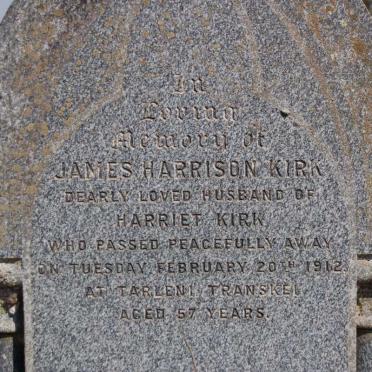 In
Loving
Memory of
JAMES HARRISON KIRK
DEARLY LOVED HUSBAND OF
HARRIET KIRK
WHO PASSED PEACEFULLY AWAY
ON TUESDAY FEBRUARY 20TH 1912.
AT TARLENI, TRANSKEI.
AGED 57 YEARS.